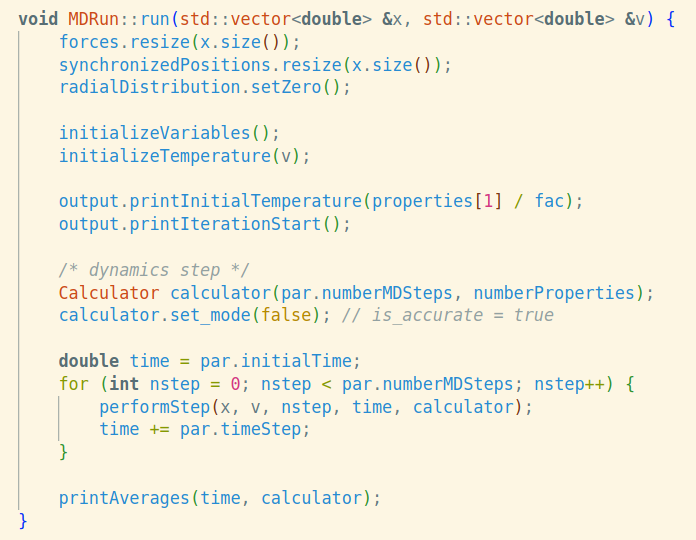 void MDRun::run(std::vector<double> &x, std::vector<double> &v) {
    forces.resize(x.size());
    synchronizedPositions.resize(x.size());
    radialDistribution.setZero();

    initializeVariables();
    initializeTemperature(v);

    output.printInitialTemperature(properties[1] / fac);
    output.printIterationStart();

    /* dynamics step */
    Calculator calculator(par.numberMDSteps, numberProperties);
    calculator.set_mode(false); // is_accurate = true

    double time = par.initialTime;
    for (int nstep = 0; nstep < par.numberMDSteps; nstep++) {
        performStep(x, v, nstep, time, calculator);
        time += par.timeStep;
    }

    printAverages(time, calculator);
}